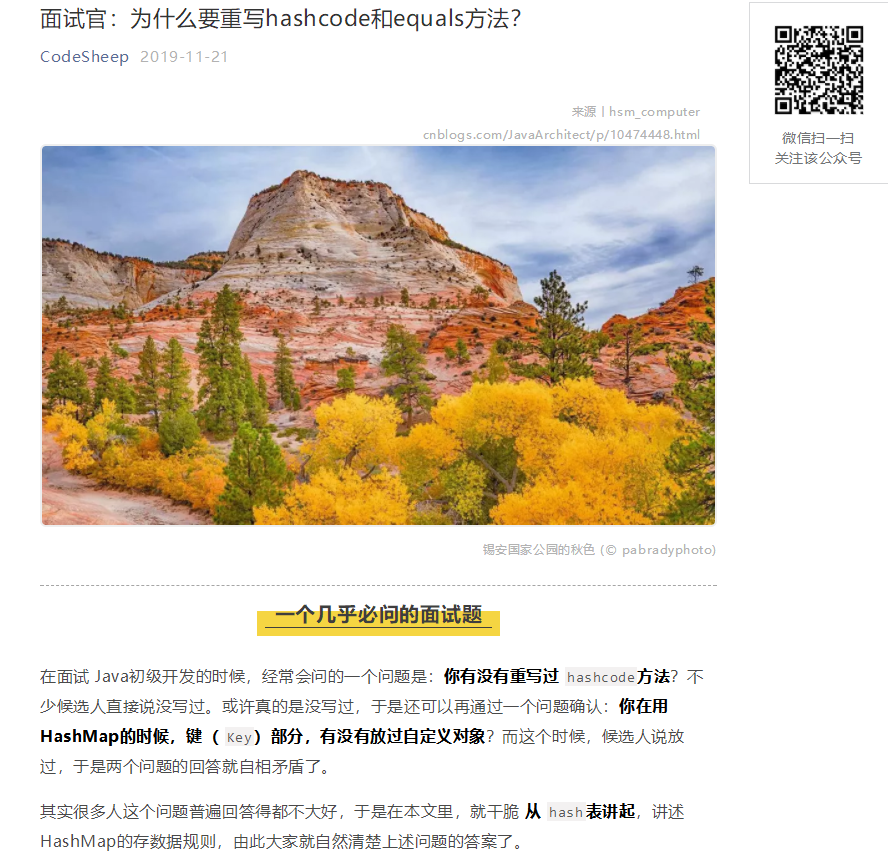 面试官：为什么要重写hashcode和equals方法？
CodeSheep 2019-11-21
来源丨hsm_computer
cnblogs.com/JavaArchitect/p/10474448.html
微信扫一扫
关注该公众号
锡安国家公园的秋色 (© pabradyphoto)
一个几乎必问的面试题
在面试 Java初级开发的时候，经常会问的一个问题是：你有没有重写过 hashcode方法？不
少候选人直接说没写过。或许真的是没写过，于是还可以再通过一个问题确认：你在用
HashMap的时候，键（ Key）部分，有没有放过自定义对象？而这个时候，候选人说放
过，于是两个问题的回答就自相矛盾了。
其实很多人这个问题普遍回答得都不大好，于是在本文里，就干脆 从 hash表讲起，讲述
HashMap的存数据规则，由此大家就自然清楚上述问题的答案了。